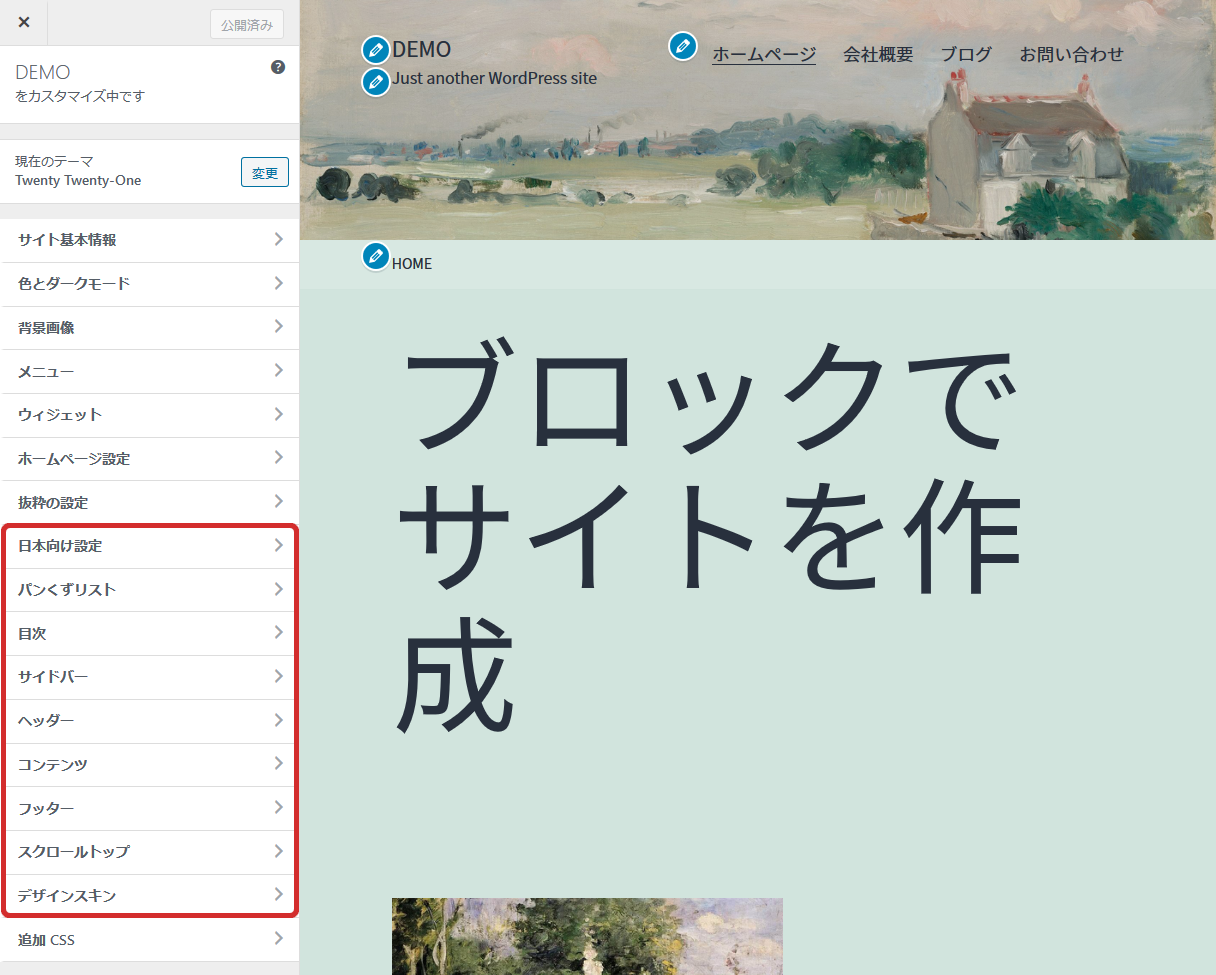 公開済み
DEMO
をカスタマイズ中です
現在のテーマ
Twenty Twenty-One
変更
サイト基本情報
色とダークモード
背景画像
メニュー
ウィジェット
ホームページ設定
抜粋の設定
日本向け設定
パンくずリスト
目次
サイドバー
ヘッダー
コンテンツ
フッター
スクロールトップ
デザインスキン
追加 CSS
DEMO
Just another WordPress site
ホームページ 会社概要 ブログ お問い合わせ
HOME
ブロックで
サイトを作
成